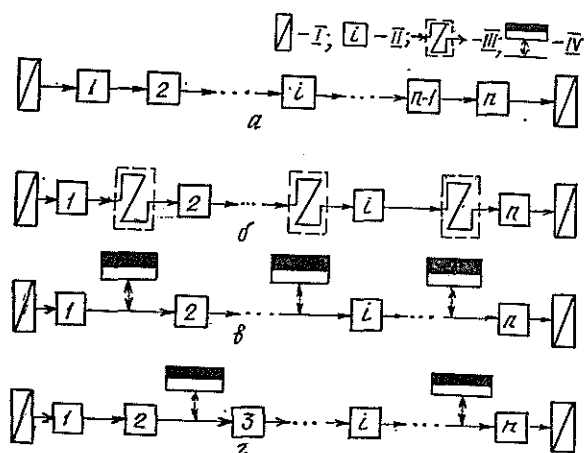 – I; i – II; – III; – IV
1 2 ... i ... n-1 n
а
1 2 ... i n
б
1 2 ... i ... n
в
1 2 3 ... i ... n
г